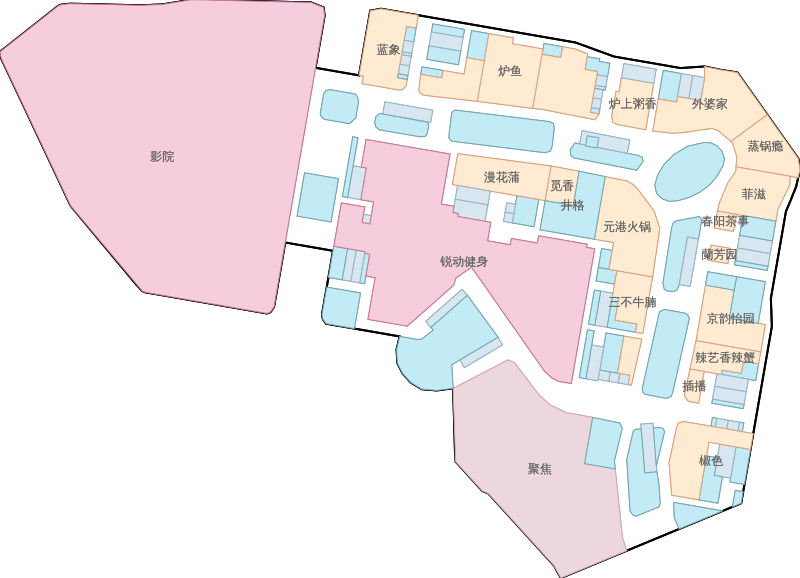 蓝象
炉鱼
炉上粥香
外婆家
蒸锅瘾
影院
漫花蒲
觅香
井格
菲滋
元港火锅
春阳茶事
蘭芳园
锐动健身
三不牛腩
京韵怡园
辣艺香辣蟹
插播
聚焦
椒色